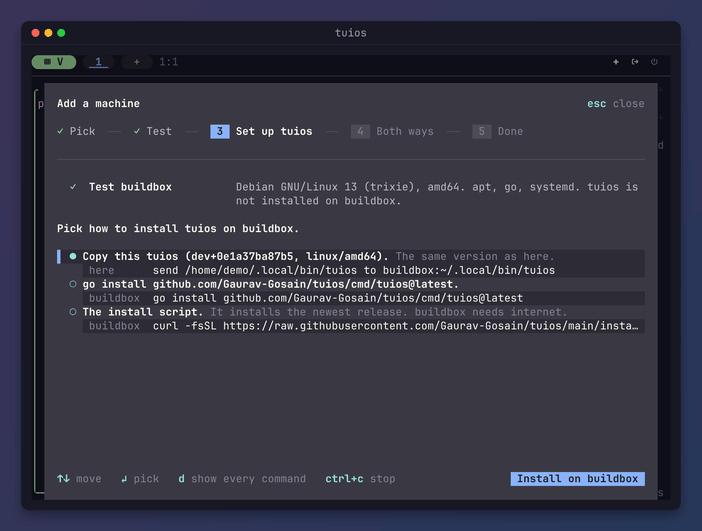 tuios
V 1 + 1:1
p
Add a machine esc close
✓ Pick ✓ Test 3 Set up tuios 4 Both ways 5 Done
d
✓ Test buildbox Debian GNU/Linux 13 (trixie), amd64. apt, go, systemd. tuios is
not installed on buildbox.
Pick how to install tuios on buildbox.
Copy this tuios (dev+0e1a37ba87b5, linux/amd64). The same version as here.
here send /home/demo/.local/bin/tuios to buildbox:~/.local/bin/tuios
go install github.com/Gaurav-Gosain/tuios/cmd/tuios@latest.
buildbox go install github.com/Gaurav-Gosain/tuios/cmd/tuios@latest
The install script. It installs the newest release. buildbox needs internet.
buildbox curl -fsSL https://raw.githubusercontent.com/Gaurav-Gosain/tuios/main/insta…
↑↓ move ↲ pick d show every command ctrl+c stop Install on buildbox
s